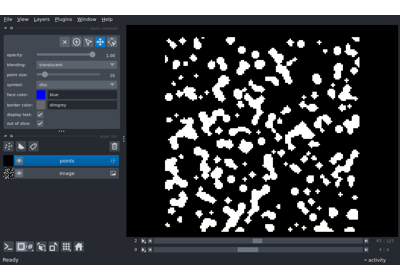 File View Layers Plugins Window Help
opacity: 1.00
blending: translucent
point size: 10
symbol: disc
face color: blue
border color: dimgrey
display text:
out of slice:
points
Image
2
0
Ready
activity